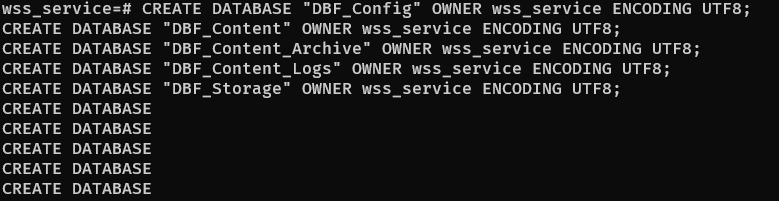 wss_service=# CREATE DATABASE "DBF_Config" OWNER wss_service ENCODING UTF8;
CREATE DATABASE "DBF_Content" OWNER wss_service ENCODING UTF8;
CREATE DATABASE "DBF_Content_Archive" OWNER wss_service ENCODING UTF8;
CREATE DATABASE "DBF_Content_Logs" OWNER wss_service ENCODING UTF8;
CREATE DATABASE "DBF_Storage" OWNER wss_service ENCODING UTF8;
CREATE DATABASE
CREATE DATABASE
CREATE DATABASE
CREATE DATABASE
CREATE DATABASE